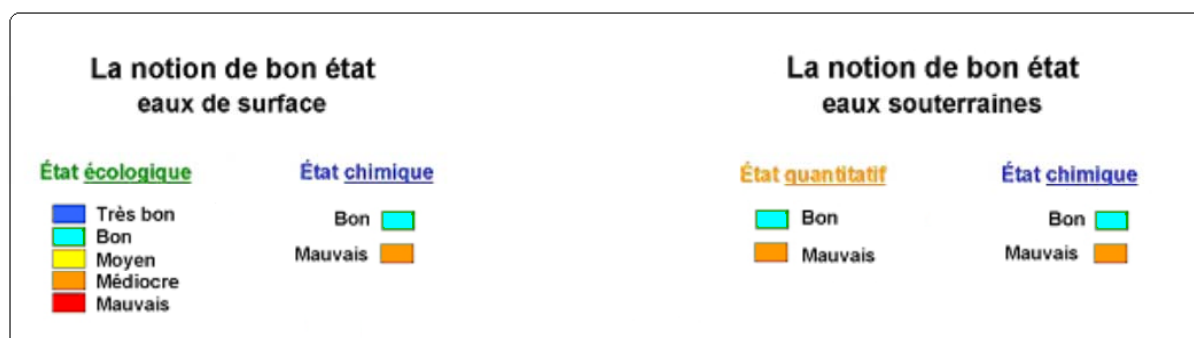 La notion de bon état
eaux de surface
État écologique
Très bon
Bon
Moyen
Médiocre
Mauvais
État chimique
Bon
Mauvais
La notion de bon état
eaux souterraines
État quantitatif
Bon
Mauvais
État chimique
Bon
Mauvais